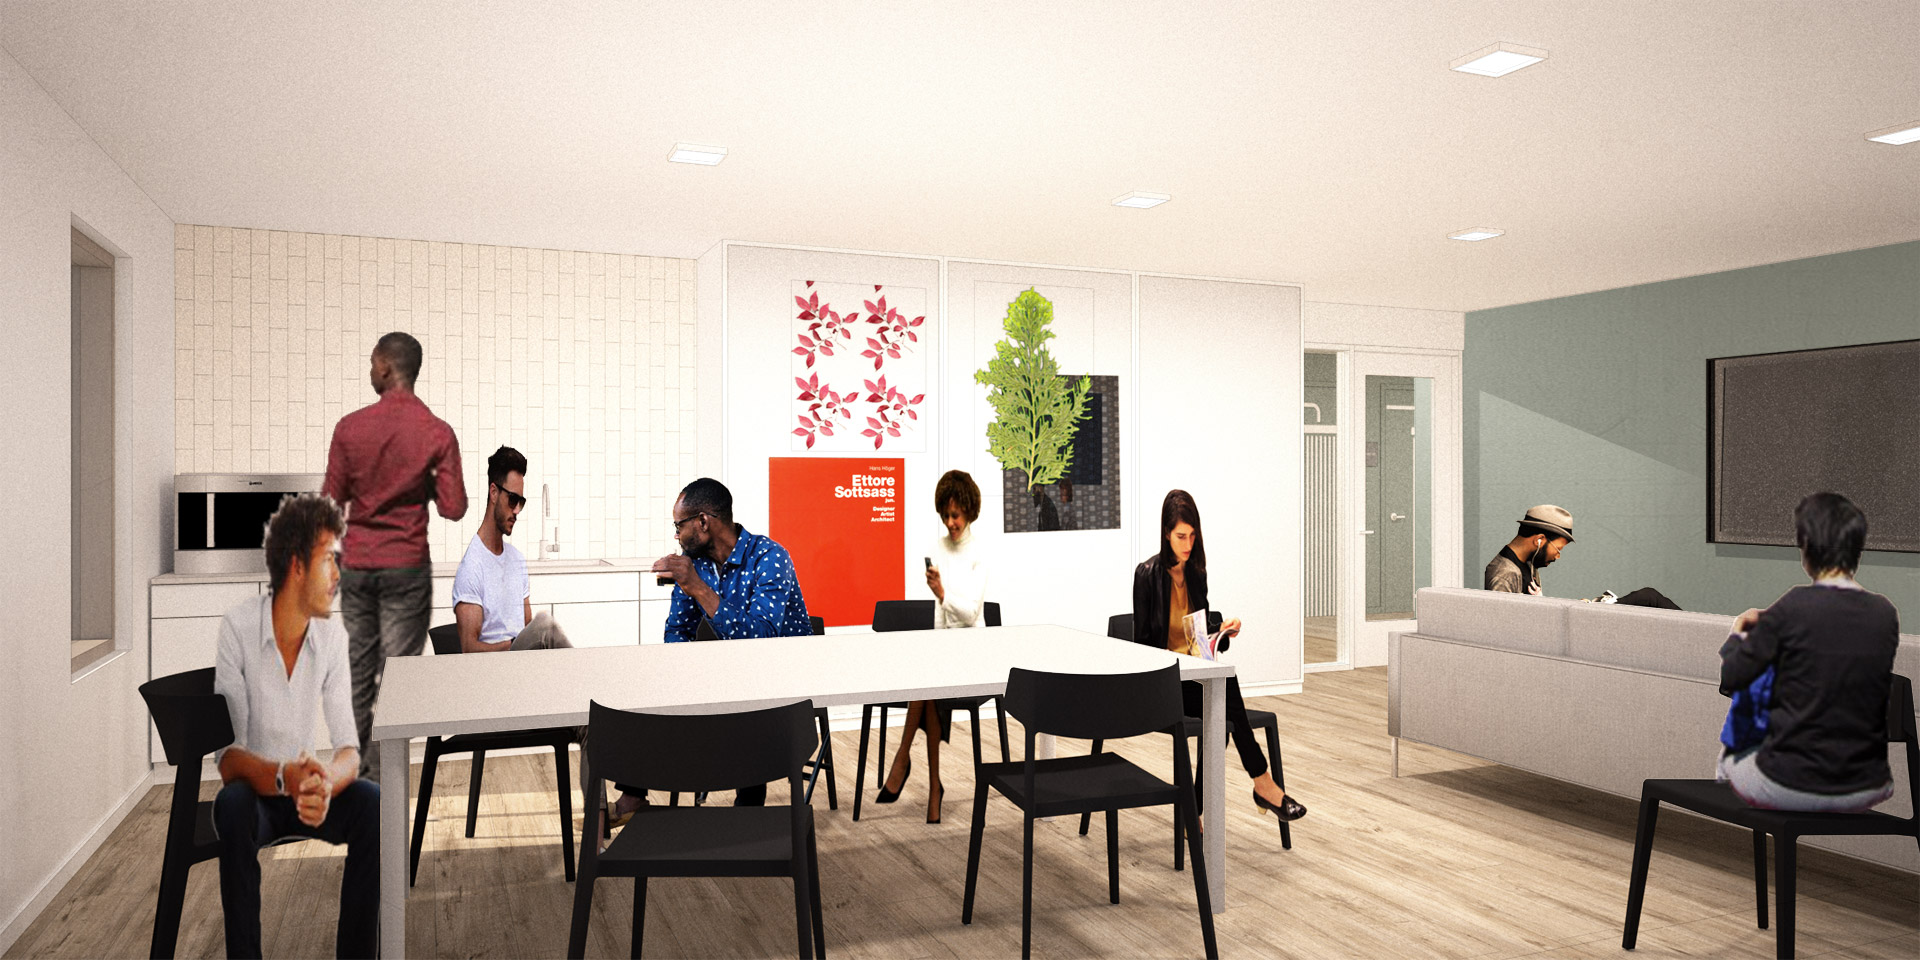 Hans Höger
Ettore
Sottsass
jun.
Designer
Artist
Architect